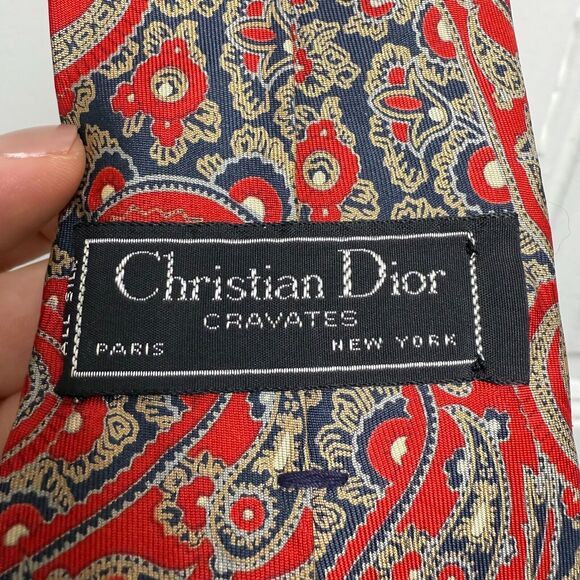 Christian Dior
CRAVATES
PARIS NEW YORK